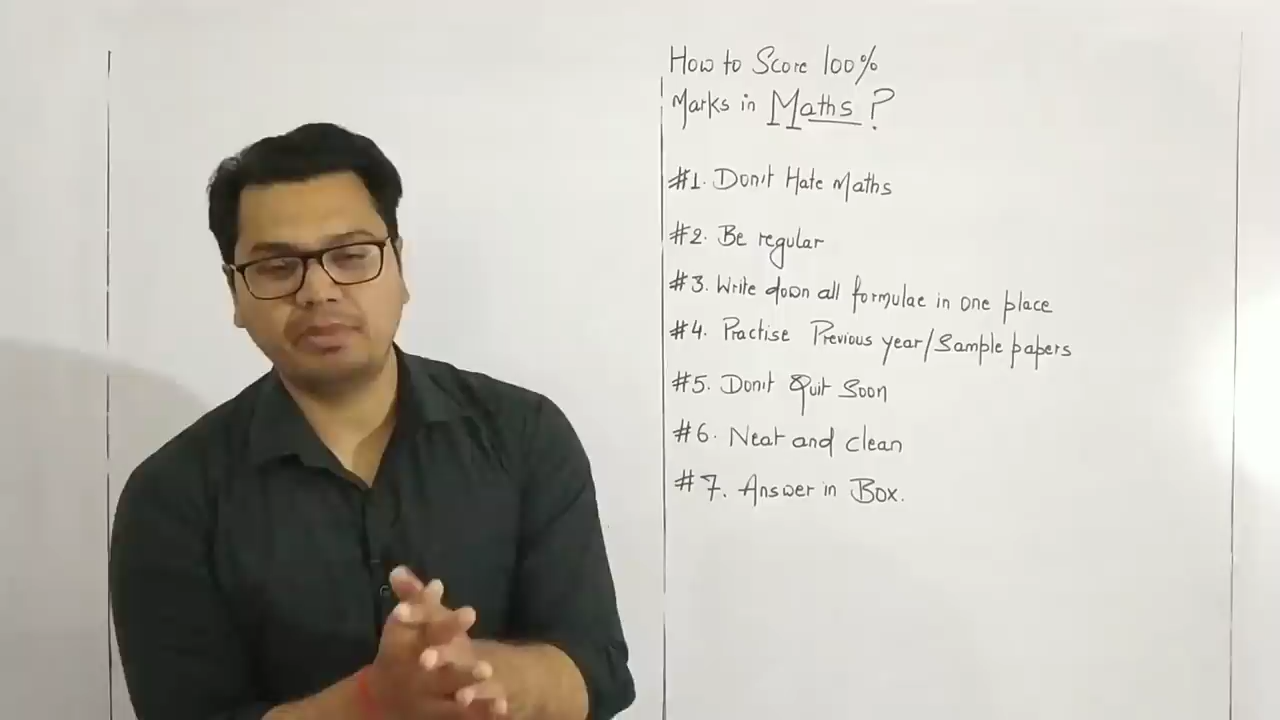 How to Score 100%
Marks in Maths ?
#1. Don't Hate Maths
#2. Be regular
#3. Write down all formulae in one place
#4. Practise Previous year/Sample papers
#5. Don't Quit Soon
#6. Neat and clean
#7. Answer in Box.